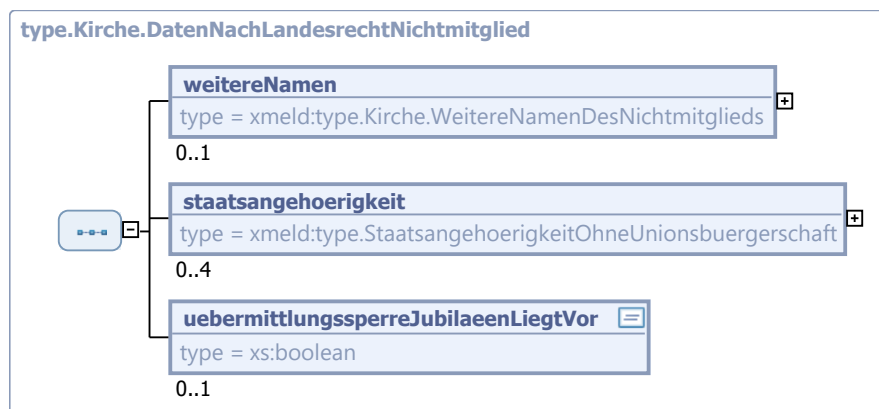 type.Kirche.DatenNachLandesrechtNichtmitglied
weitereNamen
type = xmeld:type.Kirche.WeitereNamenDesNichtmitglieds
0..1
staatsangehoerigkeit
type = xmeld:type.StaatsangehoerigkeitOhneUnionsbuergerschaft
0..4
uebermittlungssperreJubilaeenLiegtVor
type = xs:boolean
0..1